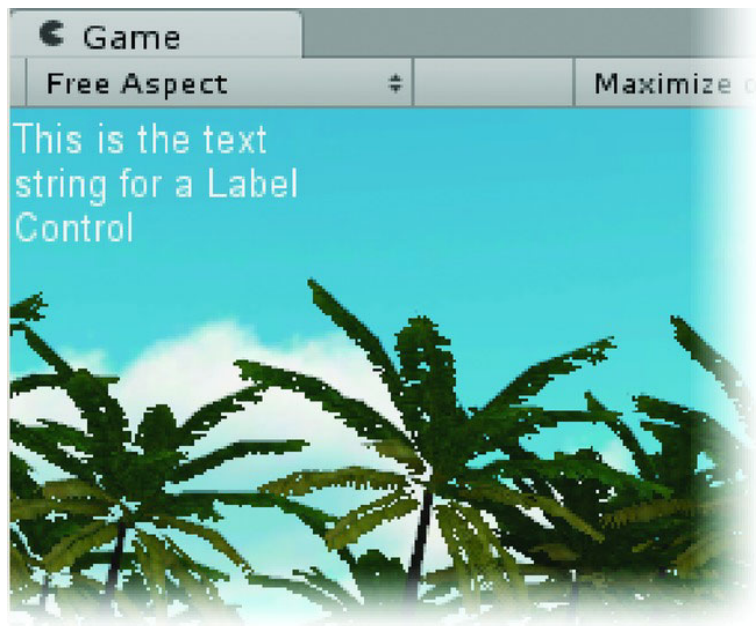 Game
Free Aspect
Maximize
This is the text
string for a Label
Control